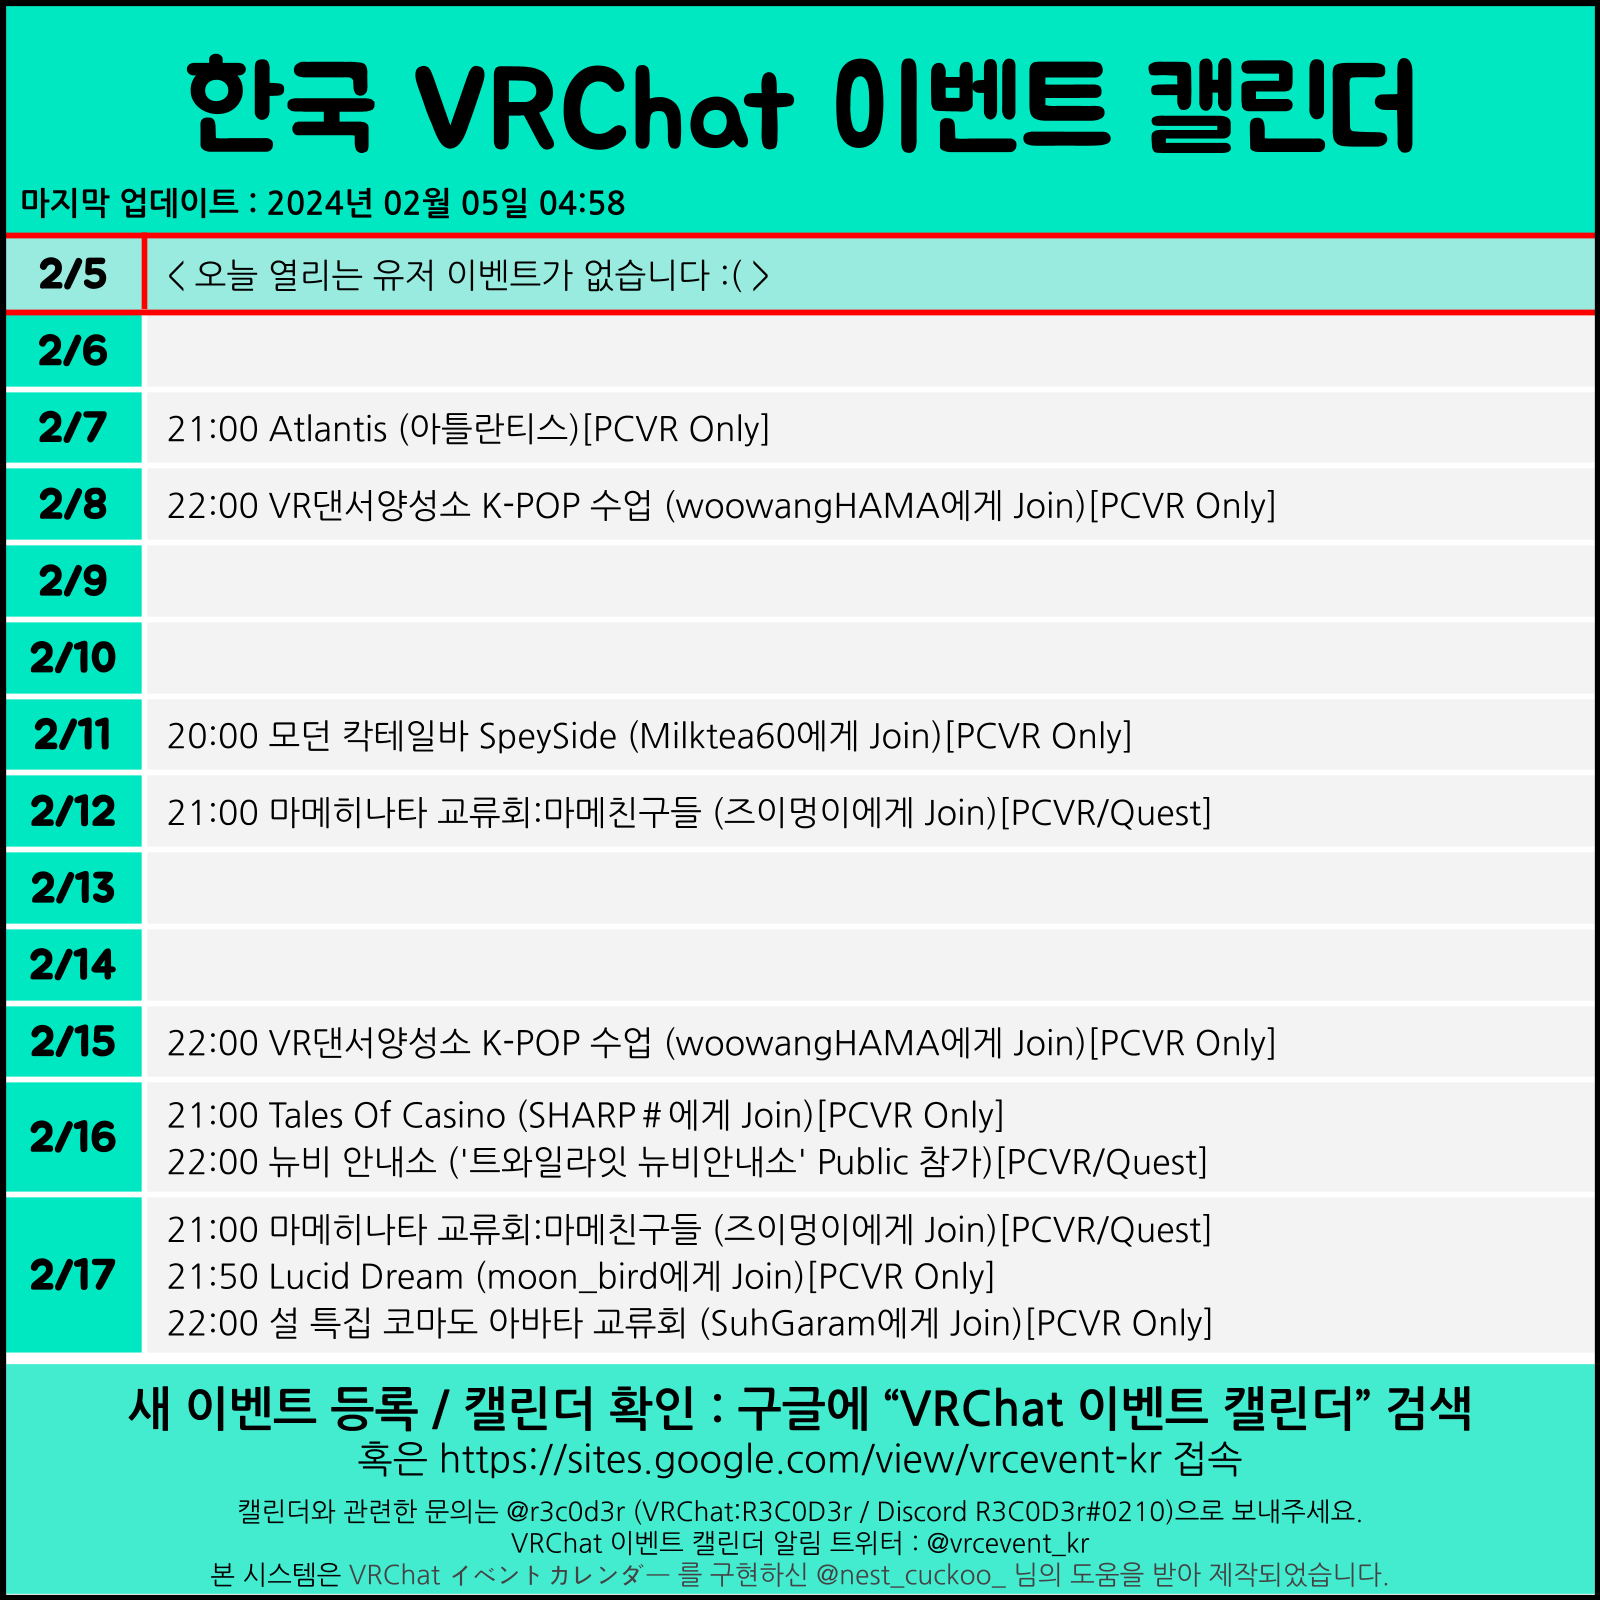 한국 VRChat 이벤트 캘린더
마지막 업데이트 : 2024년 02월 05일 04:58
2/5 < 오늘 열리는 유저 이벤트가 없습니다 :( >
2/6
2/7 21:00 Atlantis (아틀란티스)[PCVR Only]
2/8 22:00 VR댄서양성소 K-POP 수업 (woowangHAMA에게 Join)[PCVR Only]
2/9
2/10
2/11 20:00 모던 칵테일바 SpeySide (Milktea60에게 Join)[PCVR Only]
2/12 21:00 마메히나타 교류회:마메친구들 (즈이멍이에게 Join)[PCVR/Quest]
2/13
2/14
2/15 22:00 VR댄서양성소 K-POP 수업 (woowangHAMA에게 Join)[PCVR Only]
2/16 21:00 Tales Of Casino (SHARP＃에게 Join)[PCVR Only]
22:00 뉴비 안내소 ('트와일라잇 뉴비안내소' Public 참가)[PCVR/Quest]
2/17 21:00 마메히나타 교류회:마메친구들 (즈이멍이에게 Join)[PCVR/Quest]
21:50 Lucid Dream (moon_bird에게 Join)[PCVR Only]
22:00 설 특집 코마도 아바타 교류회 (SuhGaram에게 Join)[PCVR Only]
새 이벤트 등록 / 캘린더 확인 : 구글에 “VRChat 이벤트 캘린더” 검색
혹은 https://sites.google.com/view/vrcevent-kr 접속
캘린더와 관련한 문의는 @r3c0d3r (VRChat:R3C0D3r / Discord R3C0D3r#0210)으로 보내주세요.
VRChat 이벤트 캘린더 알림 트위터 : @vrcevent_kr
본 시스템은 VRChat イベントカレンダー 를 구현하신 @nest_cuckoo_ 님의 도움을 받아 제작되었습니다.